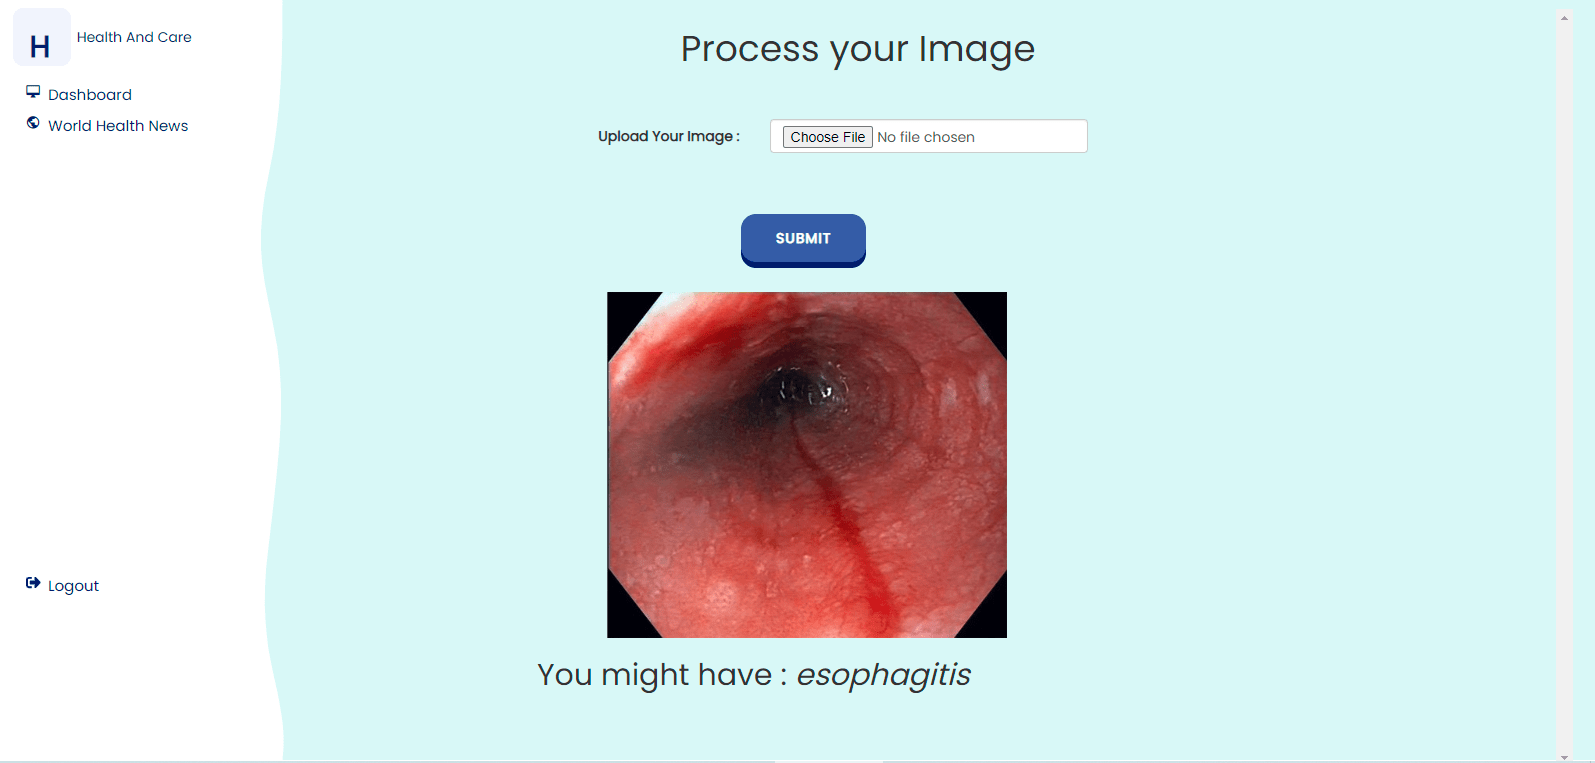 H
Health And Care
Dashboard
World Health News
Logout
Process your Image
Upload Your Image :
Choose File No file chosen
SUBMIT
You might have : esophagitis